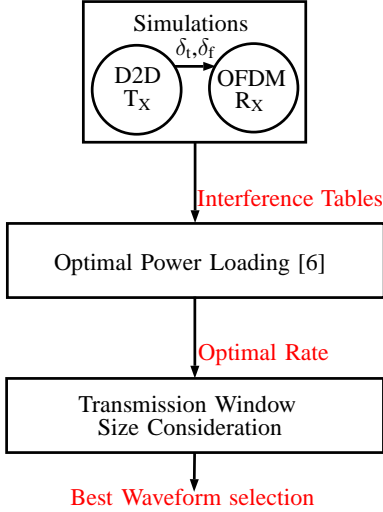 Simulations
δt,δf
D2D
TX
OFDM
RX
Interference Tables
Optimal Power Loading [6]
Optimal Rate
Transmission Window
Size Consideration
Best Waveform selection